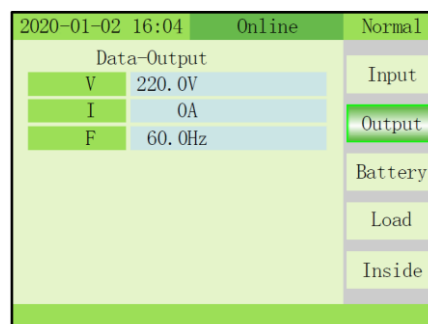 2020-01-02 16:04 Online Normal
Data-Output
V 220.0V
I 0A
F 60.0Hz
Input
Output
Battery
Load
Inside